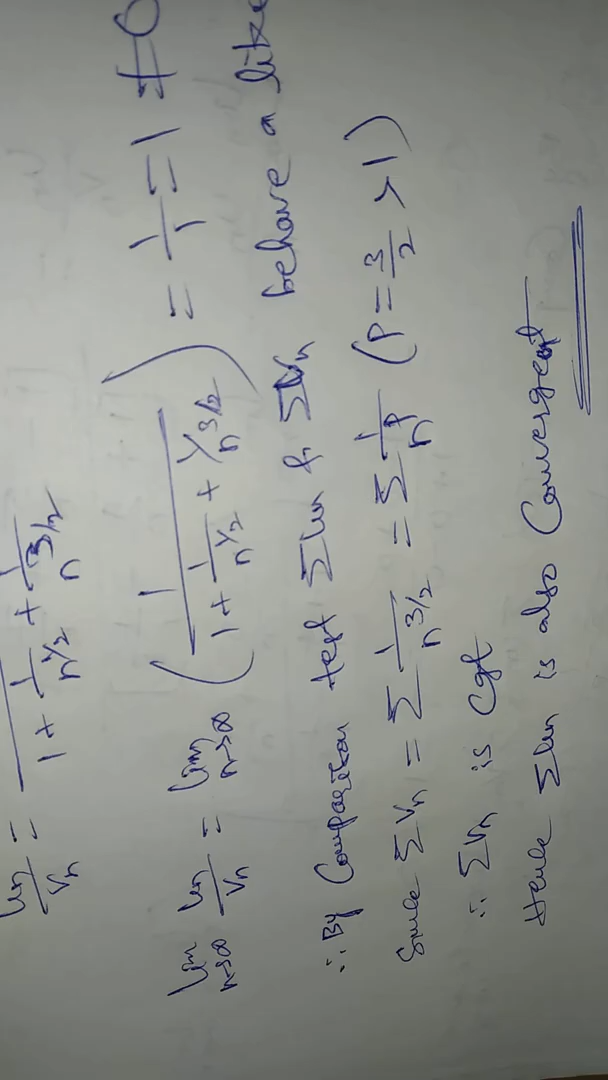 un/vn = 1/(1 + 1/n^1/2 + 1/n^3/2)
lim n→∞ un/vn = lim n→∞ (1/(1 + 1/n^1/2 + 1/n^3/2)) = 1/1 = 1 ≠ 0
∴ By Comparison test Σun & Σvn behave a like
Since Σvn = Σ 1/n^3/2 = Σ 1/n^p (P = 3/2 > 1)
∴ Σvn is Cgt
Hence Σun is also Convergent